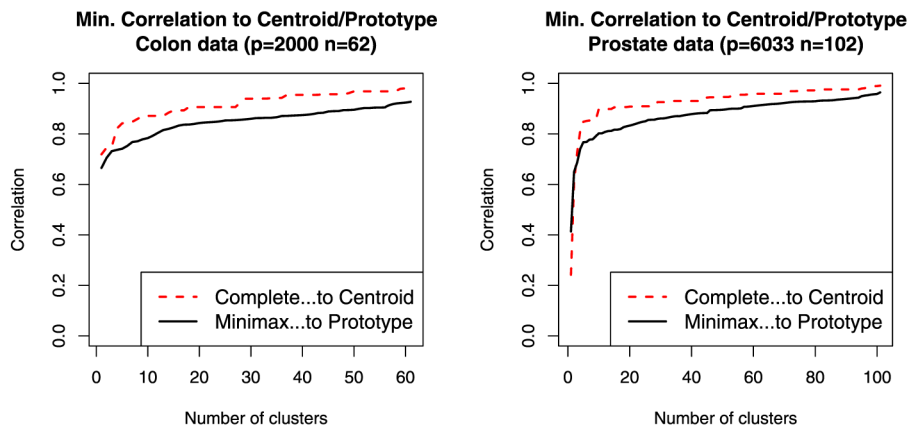 Min. Correlation to Centroid/Prototype
Colon data (p=2000 n=62)
Correlation
1.0
0.8
0.6
0.4
0.2
0.0
Complete...to Centroid
Minimax...to Prototype
0 10 20 30 40 50 60
Number of clusters
Min. Correlation to Centroid/Prototype
Prostate data (p=6033 n=102)
Correlation
1.0
0.8
0.6
0.4
0.2
0.0
Complete...to Centroid
Minimax...to Prototype
0 20 40 60 80 100
Number of clusters